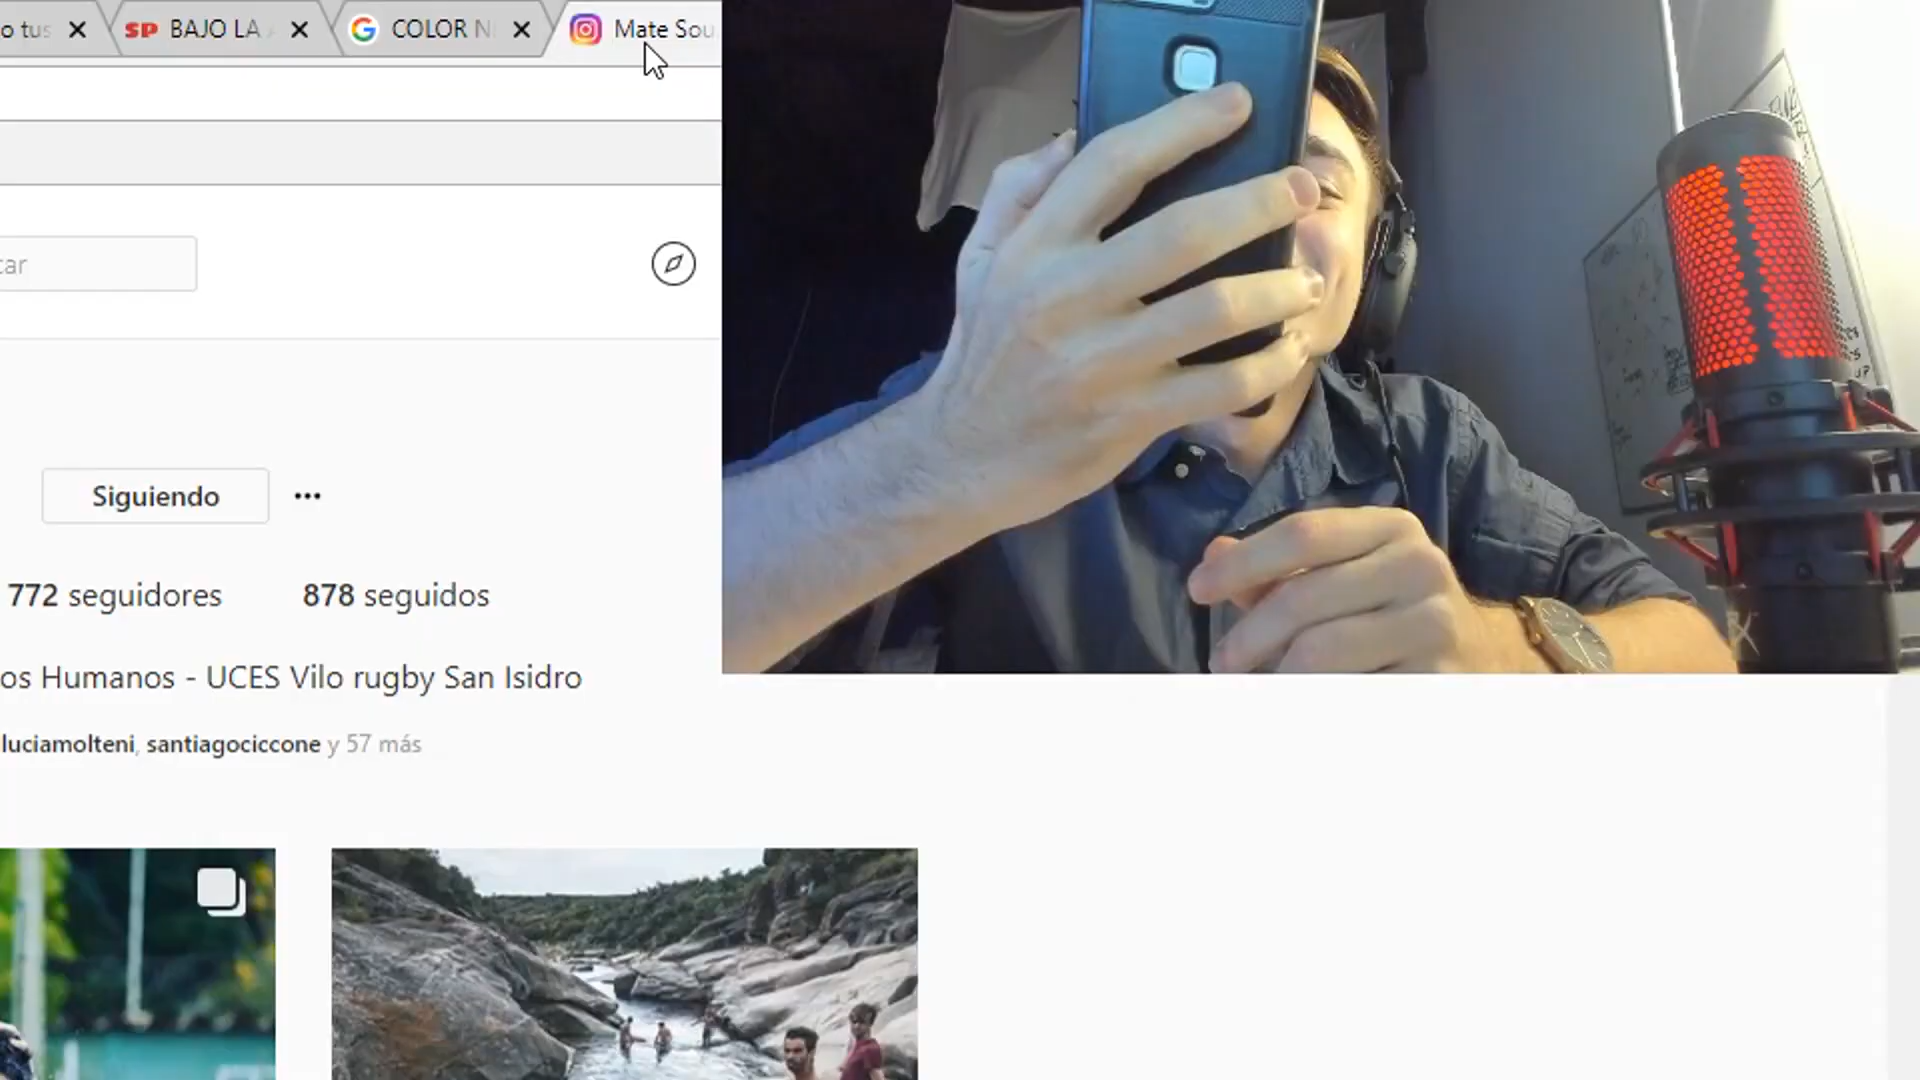 o tus
SP BAJO LA
COLOR N
Mate Sou
car
Siguiendo
772 seguidores 878 seguidos
os Humanos - UCES Vilo rugby San Isidro
luciamolteni, santiagociccone y 57 más